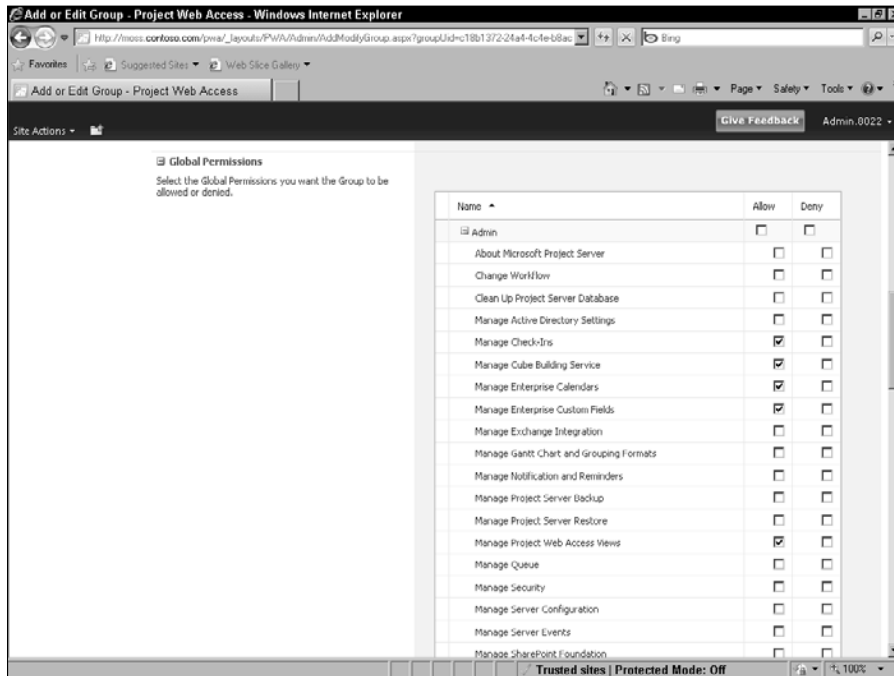 Add or Edit Group - Project Web Access - Windows Internet Explorer
http://moss.contoso.com/pwa/_layouts/PWA/Admin/AddModifyGroup.aspx?groupUid=c18b1372-24a4-4c4e-b8ac
Bing
Favorites Suggested Sites Web Slice Gallery
Add or Edit Group - Project Web Access
Page Safety Tools
Site Actions
Give Feedback
Admin.8022
Global Permissions
Select the Global Permissions you want the Group to be
allowed or denied.
Name Allow Deny
Admin
About Microsoft Project Server
Change Workflow
Clean Up Project Server Database
Manage Active Directory Settings
Manage Check-Ins
Manage Cube Building Service
Manage Enterprise Calendars
Manage Enterprise Custom Fields
Manage Exchange Integration
Manage Gantt Chart and Grouping Formats
Manage Notification and Reminders
Manage Project Server Backup
Manage Project Server Restore
Manage Project Web Access Views
Manage Queue
Manage Security
Manage Server Configuration
Manage Server Events
Manage SharePoint Foundation
Trusted sites | Protected Mode: Off
100%